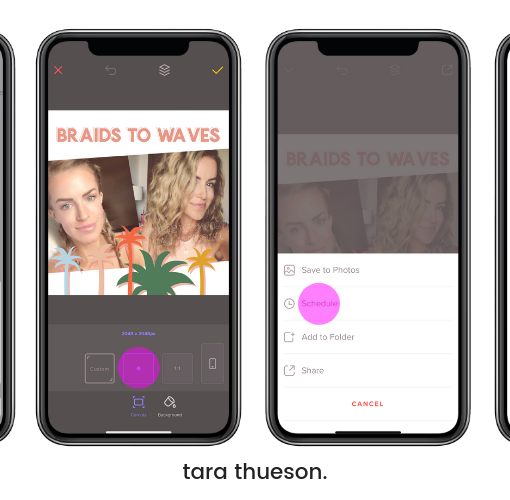 BRAIDS TO WAVES
2048 x 2048px
Custom
1:1
Canvas
Background
BRAIDS TO WAVES
Save to Photos
Schedule
Add to Folder
Share
CANCEL
tara thueson.